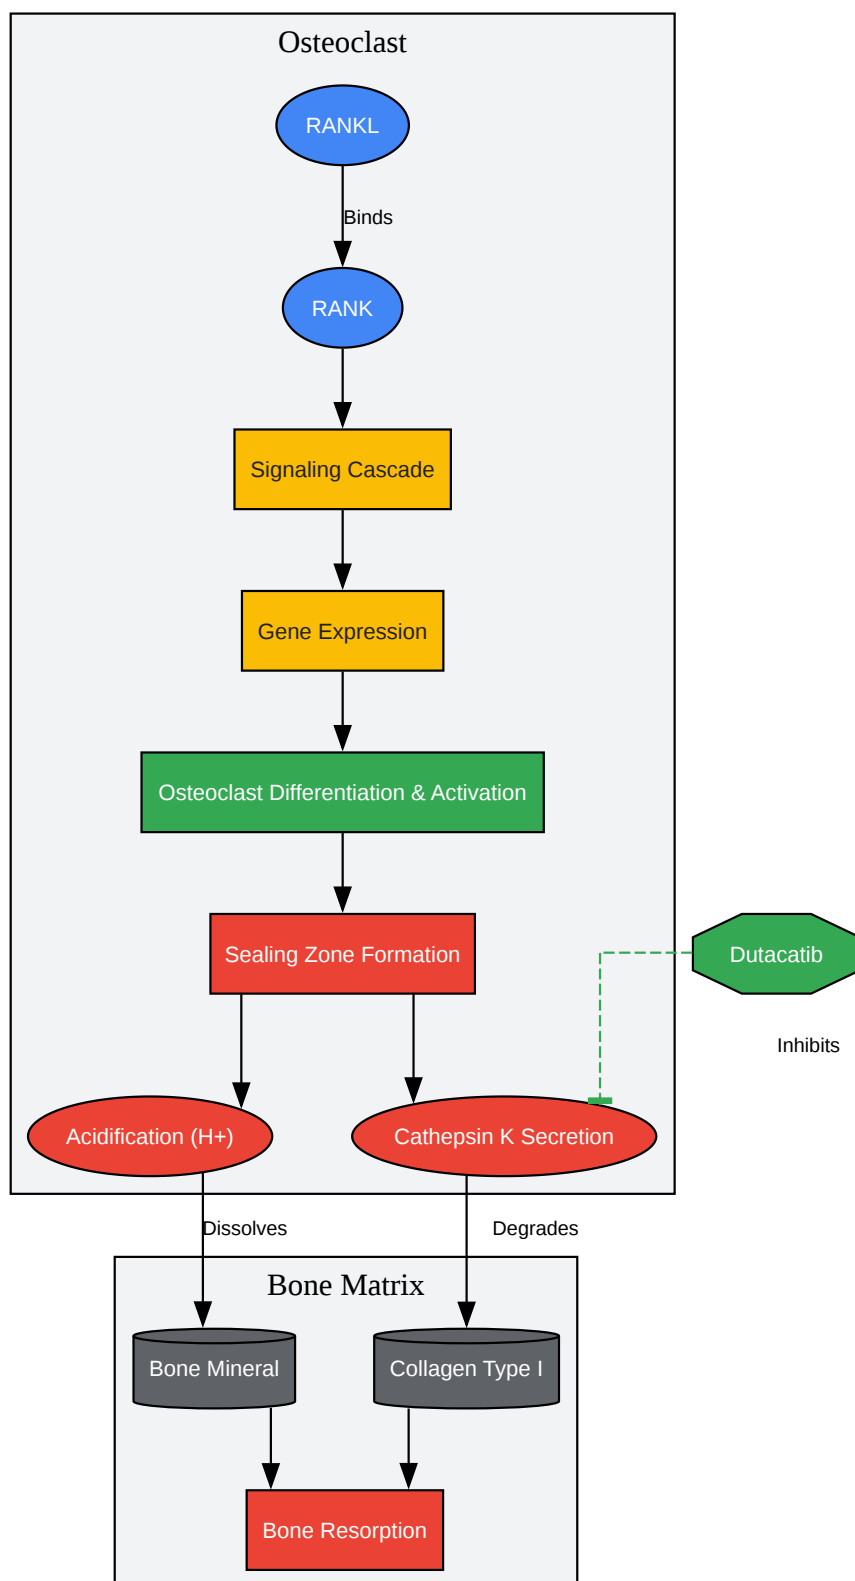 Osteoclast
RANKL
Binds
RANK
Signaling Cascade
Gene Expression
Osteoclast Differentiation & Activation
Sealing Zone Formation
Dutacatib
Inhibits
Acidification (H+)
Cathepsin K Secretion
Dissolves
Degrades
Bone Matrix
Bone Mineral
Collagen Type I
Bone Resorption